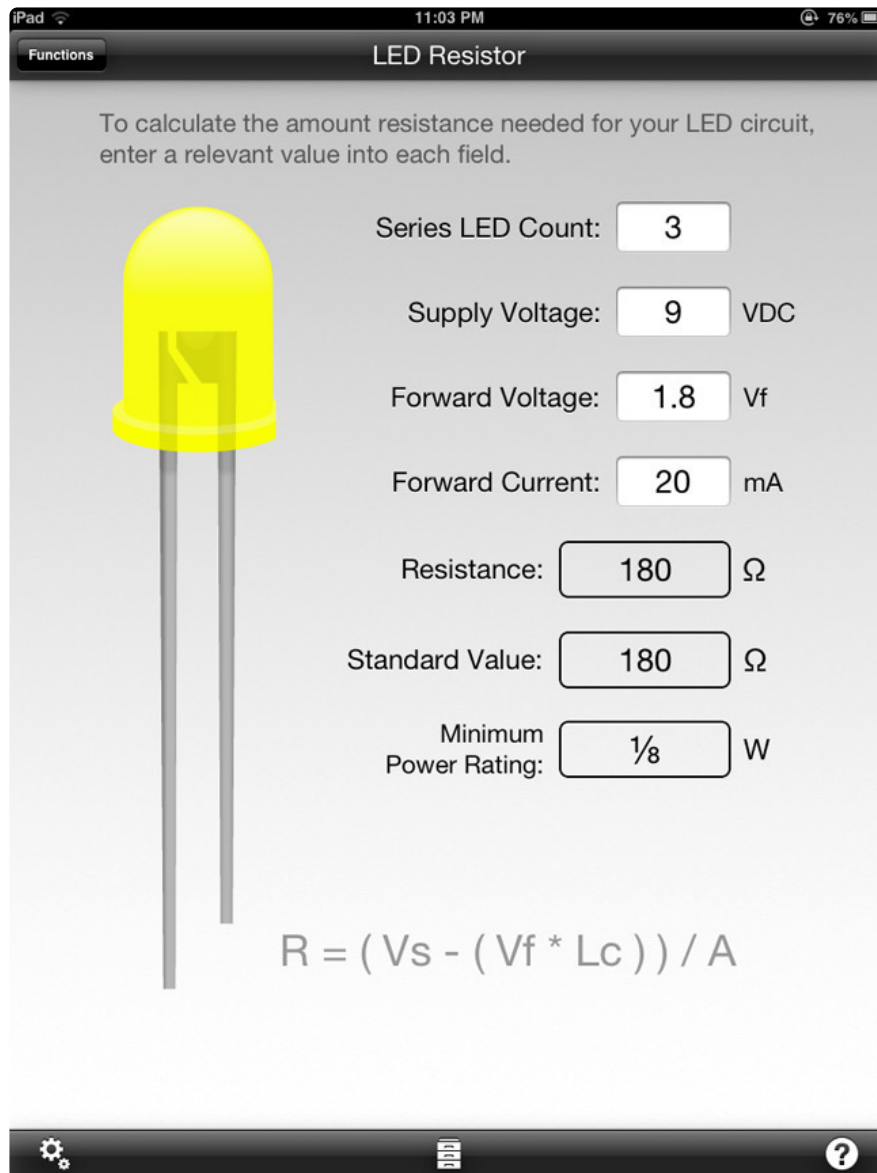 iPad 11:03 PM 76%
Functions LED Resistor
To calculate the amount resistance needed for your LED circuit,
enter a relevant value into each field.
Series LED Count: 3
Supply Voltage: 9 VDC
Forward Voltage: 1.8 Vf
Forward Current: 20 mA
Resistance: 180 Ω
Standard Value: 180 Ω
Minimum
Power Rating: ⅛ W
R = ( Vs - ( Vf * Lc ) ) / A
?